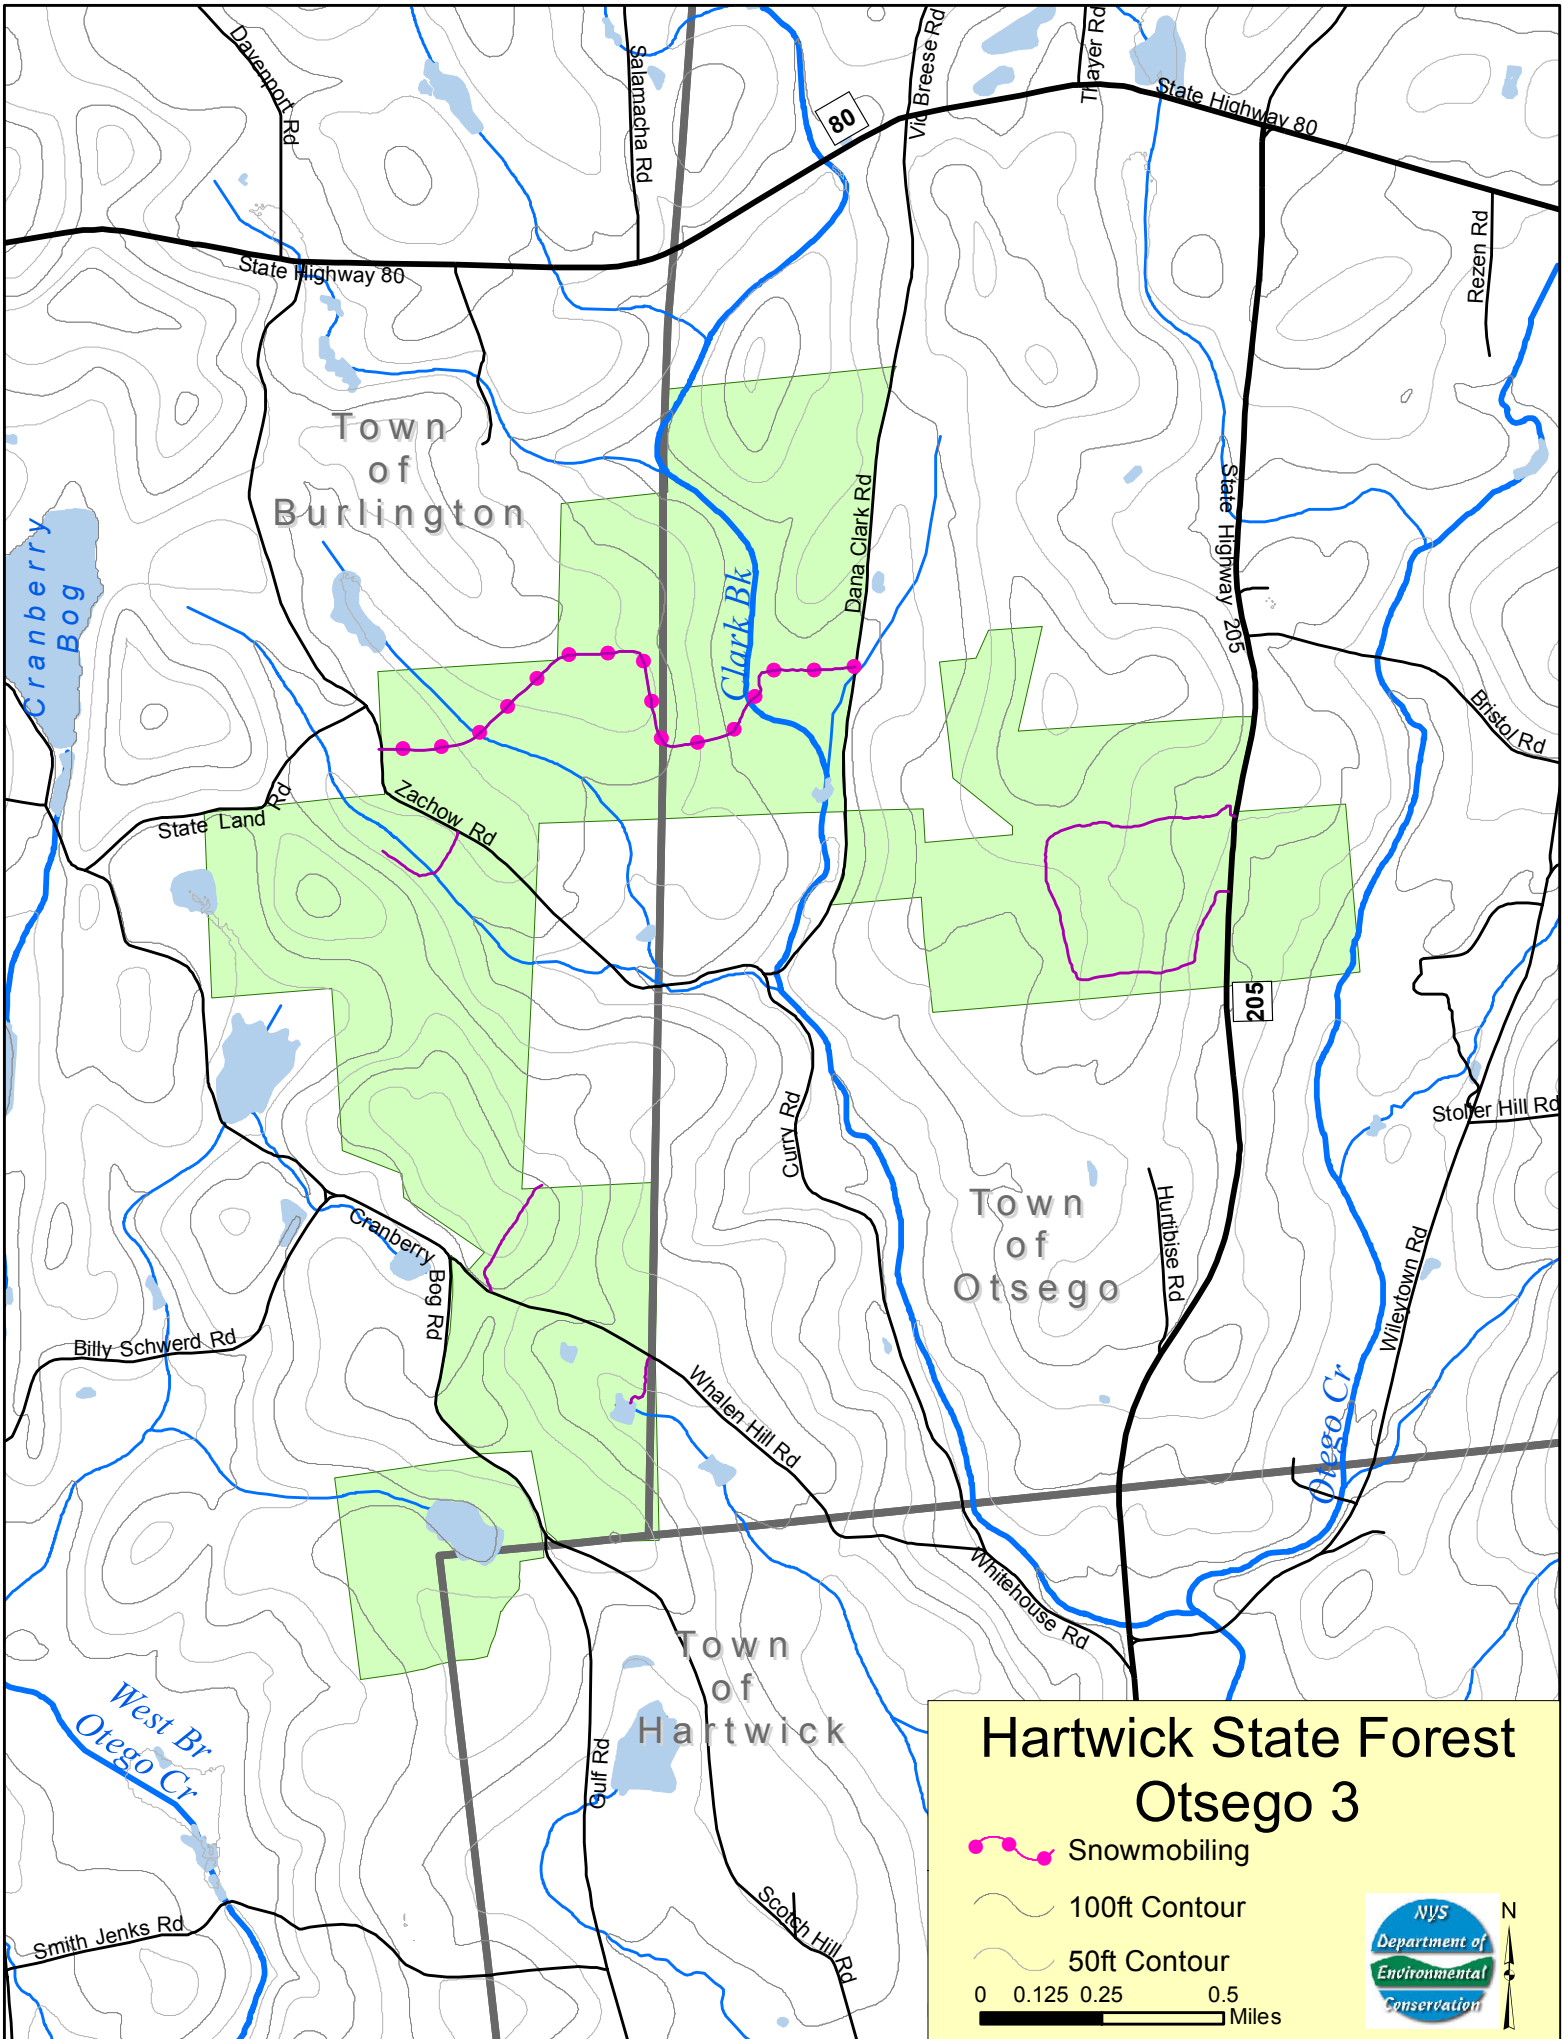 Davenport Rd
Salamacha Rd
Vic Breese Rd
Thayer Rd
State Highway 80
80
State Highway 80
Rezen Rd
Town
of
Burlington
Cranberry
Bog
Clark Bk
Dana Clark Rd
State Highway 205
Bristol Rd
State Land Rd
Zachow Rd
205
Curry Rd
Stoller Hill Rd
Town
of
Otsego
Hurtibise Rd
Wileytown Rd
Cranberry Bog Rd
Billy Schwerd Rd
Whalen Hill Rd
Otego Cr
Whitehouse Rd
Town
of
Hartwick
West Br
Otego Cr
Gulf Rd
Scotch Hill Rd
Smith Jenks Rd
Hartwick State Forest
Otsego 3
Snowmobiling
100ft Contour
50ft Contour
0 0.125 0.25 0.5
Miles
NYS
Department of
Environmental
Conservation
N